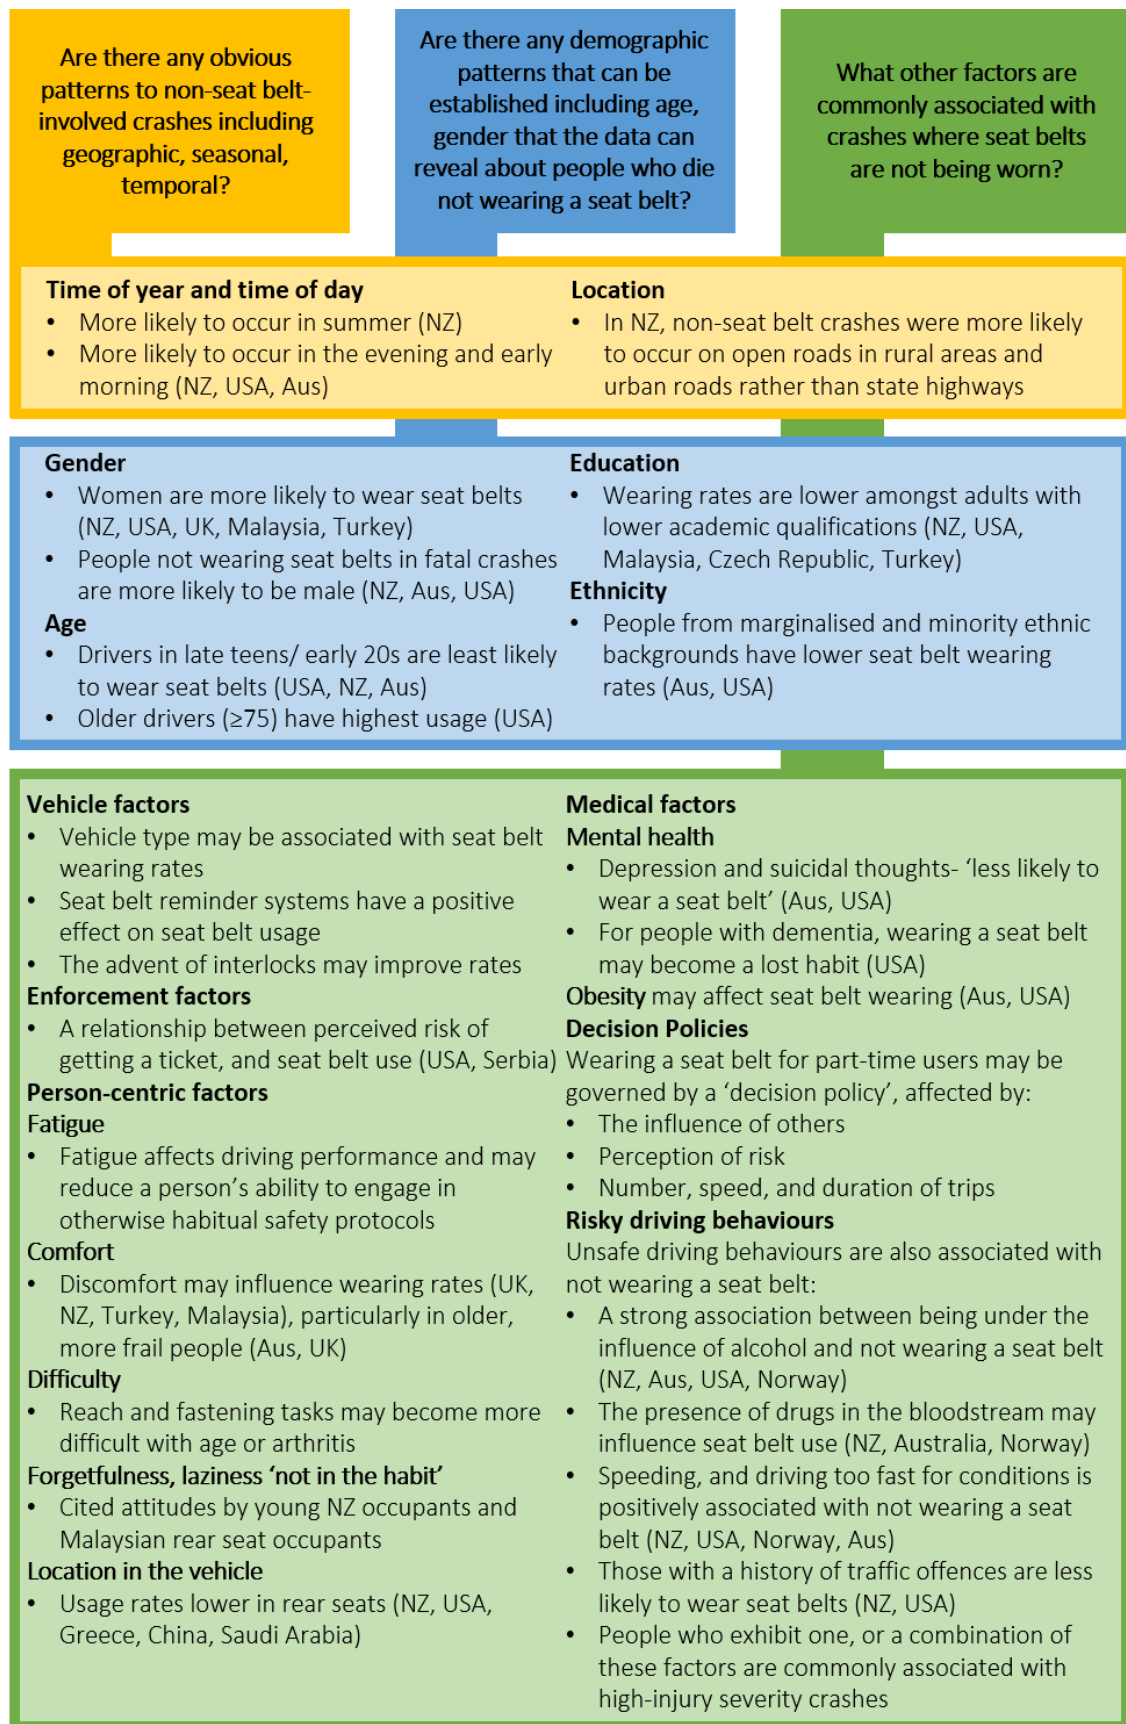 Are there any obvious
patterns to non-seat belt-
involved crashes including
geographic, seasonal,
temporal?
Are there any demographic
patterns that can be
established including age,
gender that the data can
reveal about people who die
not wearing a seat belt?
What other factors are
commonly associated with
crashes where seat belts
are not being worn?
Time of year and time of day
• More likely to occur in summer (NZ)
• More likely to occur in the evening and early
morning (NZ, USA, Aus)
Location
• In NZ, non-seat belt crashes were more likely
to occur on open roads in rural areas and
urban roads rather than state highways
Gender
• Women are more likely to wear seat belts
(NZ, USA, UK, Malaysia, Turkey)
• People not wearing seat belts in fatal crashes
are more likely to be male (NZ, Aus, USA)
Age
• Drivers in late teens/ early 20s are least likely
to wear seat belts (USA, NZ, Aus)
• Older drivers (≥75) have highest usage (USA)
Education
• Wearing rates are lower amongst adults with
lower academic qualifications (NZ, USA,
Malaysia, Czech Republic, Turkey)
Ethnicity
• People from marginalised and minority ethnic
backgrounds have lower seat belt wearing
rates (Aus, USA)
Vehicle factors
• Vehicle type may be associated with seat belt
wearing rates
• Seat belt reminder systems have a positive
effect on seat belt usage
• The advent of interlocks may improve rates
Enforcement factors
• A relationship between perceived risk of
getting a ticket, and seat belt use (USA, Serbia)
Person-centric factors
Fatigue
• Fatigue affects driving performance and may
reduce a person’s ability to engage in
otherwise habitual safety protocols
Comfort
• Discomfort may influence wearing rates (UK,
NZ, Turkey, Malaysia), particularly in older,
more frail people (Aus, UK)
Difficulty
• Reach and fastening tasks may become more
difficult with age or arthritis
Forgetfulness, laziness ‘not in the habit’
• Cited attitudes by young NZ occupants and
Malaysian rear seat occupants
Location in the vehicle
• Usage rates lower in rear seats (NZ, USA,
Greece, China, Saudi Arabia)
Medical factors
Mental health
• Depression and suicidal thoughts- ‘less likely to
wear a seat belt’ (Aus, USA)
• For people with dementia, wearing a seat belt
may become a lost habit (USA)
Obesity may affect seat belt wearing (Aus, USA)
Decision Policies
Wearing a seat belt for part-time users may be
governed by a ‘decision policy’, affected by:
• The influence of others
• Perception of risk
• Number, speed, and duration of trips
Risky driving behaviours
Unsafe driving behaviours are also associated with
not wearing a seat belt:
• A strong association between being under the
influence of alcohol and not wearing a seat belt
(NZ, Aus, USA, Norway)
• The presence of drugs in the bloodstream may
influence seat belt use (NZ, Australia, Norway)
• Speeding, and driving too fast for conditions is
positively associated with not wearing a seat
belt (NZ, USA, Norway, Aus)
• Those with a history of traffic offences are less
likely to wear seat belts (NZ, USA)
• People who exhibit one, or a combination of
these factors are commonly associated with
high-injury severity crashes